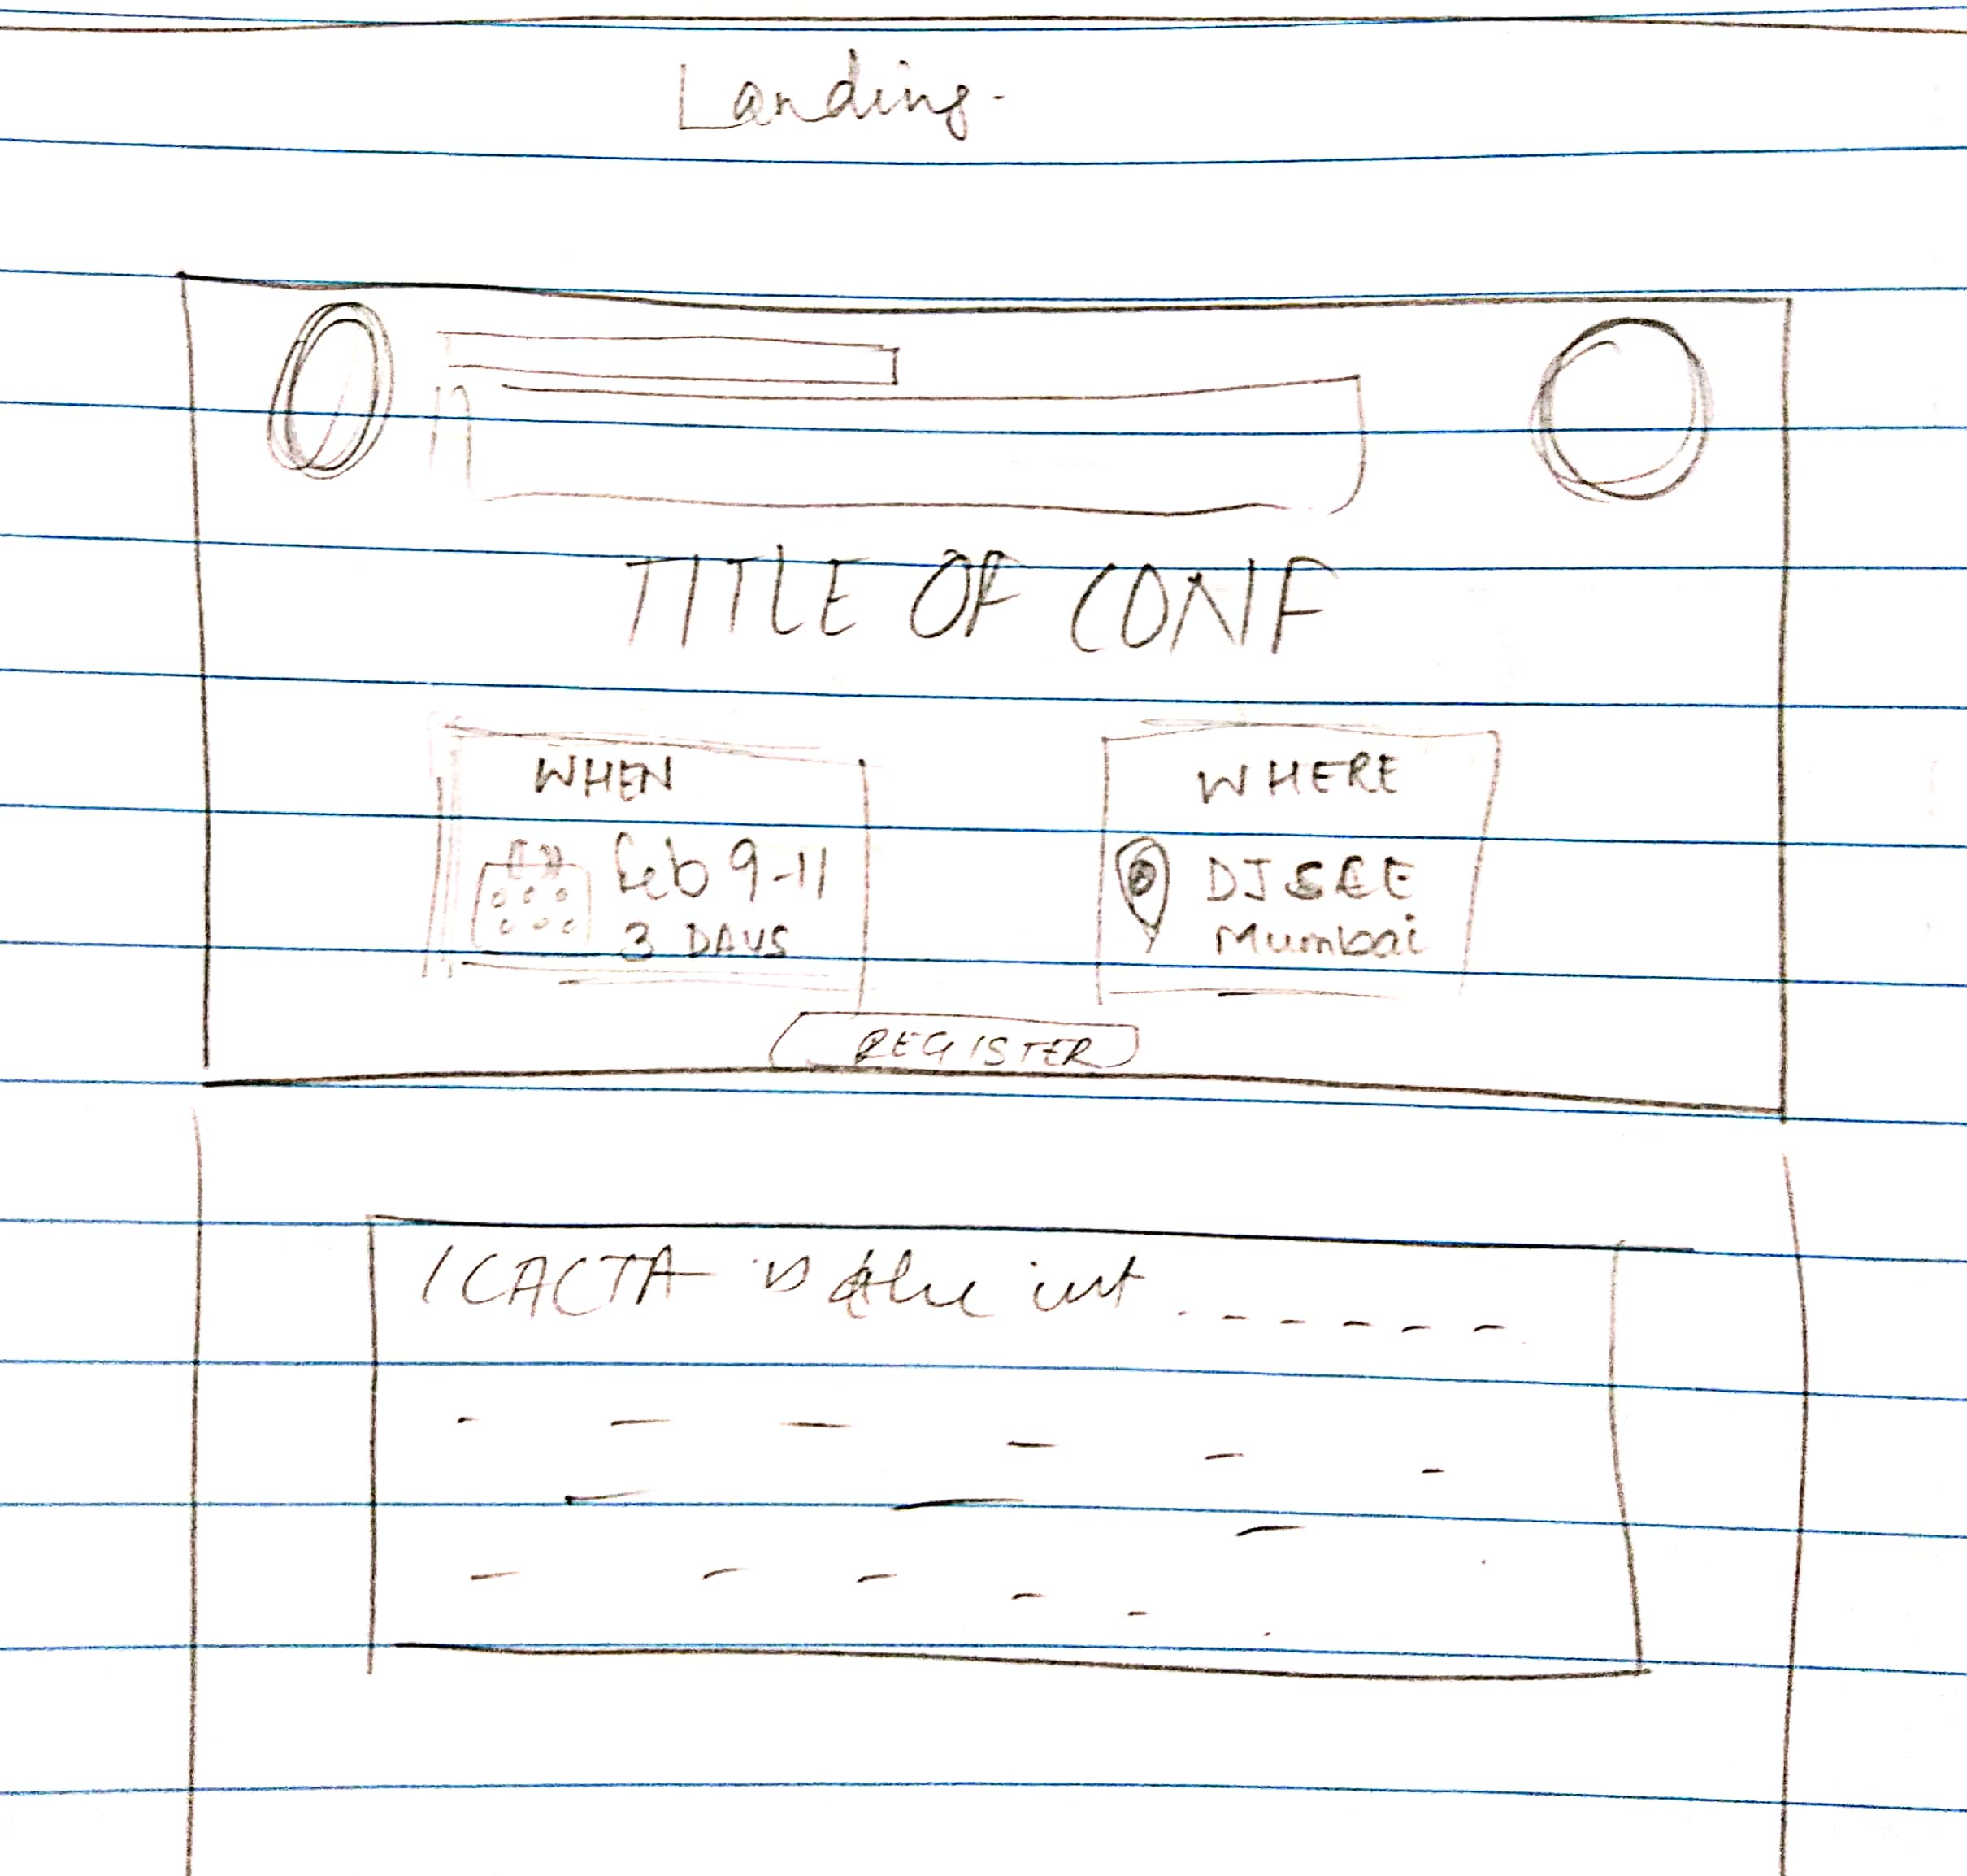 Landing.
TITLE OF CONF
WHEN
Feb 9-11
3 DAYS
WHERE
DJSCE
Mumbai
REGISTER
ICACTA is the int . - - - - -